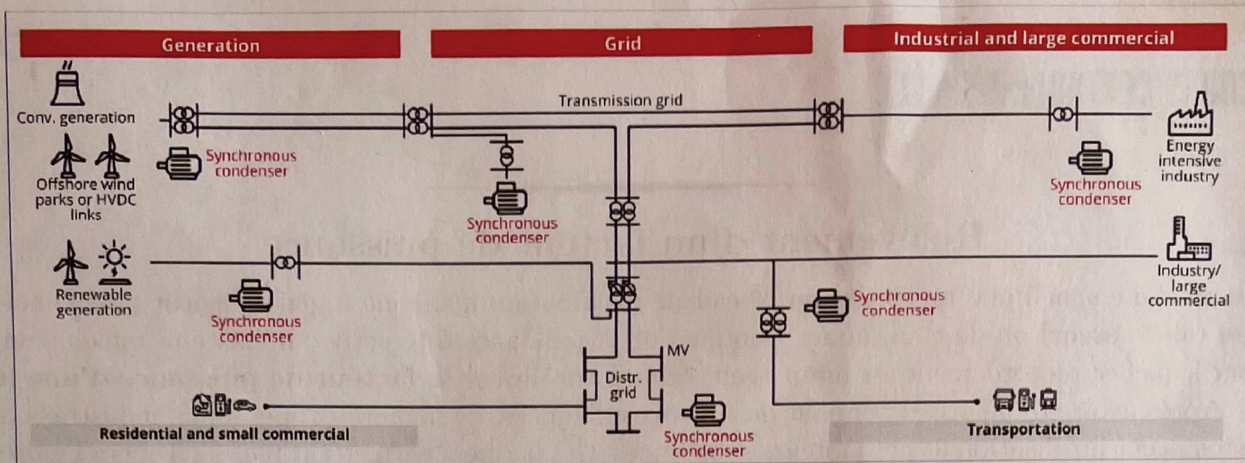 Generation
Grid
Industrial and large commercial
Conv. generation
Transmission grid
Synchronous
condenser
Offshore wind
parks or HVDC
links
Synchronous
condenser
Synchronous
condenser
Energy
intensive
industry
Renewable
generation
Synchronous
condenser
Synchronous
condenser
Industry/
large
commercial
MV
Distr.
grid
Synchronous
condenser
Residential and small commercial
Transportation